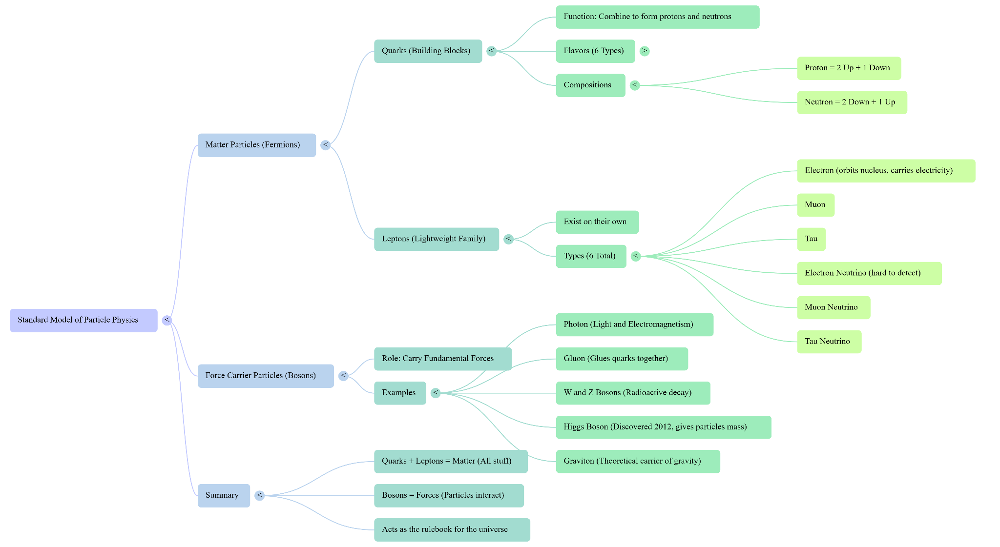 Standard Model of Particle Physics
<
Matter Particles (Fermions)
<
Quarks (Building Blocks)
<
Function: Combine to form protons and neutrons
Flavors (6 Types)
>
Compositions
<
Proton = 2 Up + 1 Down
Neutron = 2 Down + 1 Up
Leptons (Lightweight Family)
<
Exist on their own
Types (6 Total)
<
Electron (orbits nucleus, carries electricity)
Muon
Tau
Electron Neutrino (hard to detect)
Muon Neutrino
Tau Neutrino
Force Carrier Particles (Bosons)
<
Role: Carry Fundamental Forces
Examples
<
Photon (Light and Electromagnetism)
Gluon (Glues quarks together)
W and Z Bosons (Radioactive decay)
Higgs Boson (Discovered 2012, gives particles mass)
Graviton (Theoretical carrier of gravity)
Summary
<
Quarks + Leptons = Matter (All stuff)
Bosons = Forces (Particles interact)
Acts as the rulebook for the universe